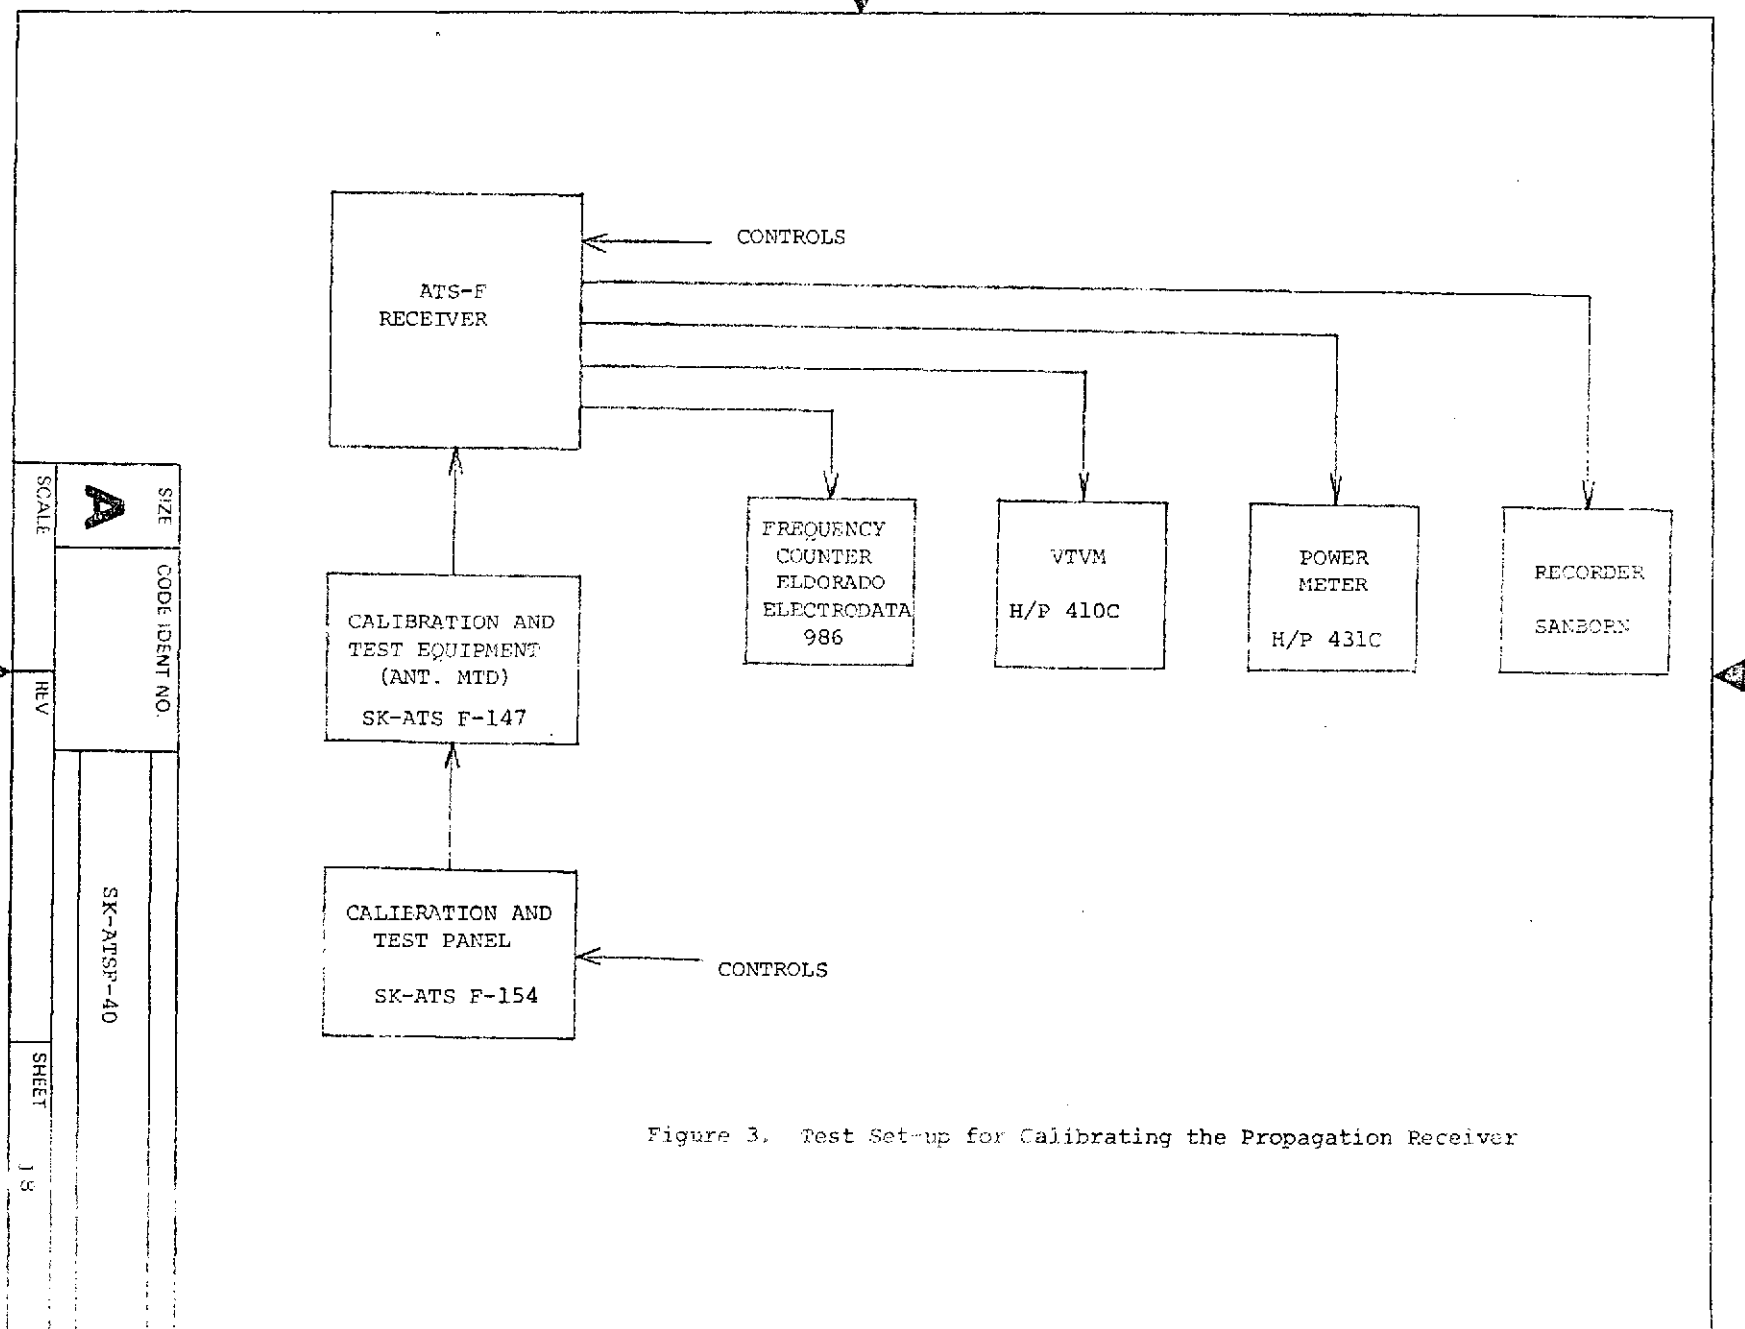 CONTROLS
ATS-F
RECEIVER
FREQUENCY
COUNTER
ELDORADO
ELECTRODATA
986
VTVM
H/P 410C
POWER
METER
H/P 431C
RECORDER
SANBORN
CALIBRATION AND
TEST EQUIPMENT
(ANT. MTD)
SK-ATS F-147
CALIBRATION AND
TEST PANEL
SK-ATS F-154
CONTROLS
Figure 3. Test Set-up for Calibrating the Propagation Receiver
SIZE
A
CODE IDENT NO.
SK-ATSF-40
SCALE
REV
SHEET
18